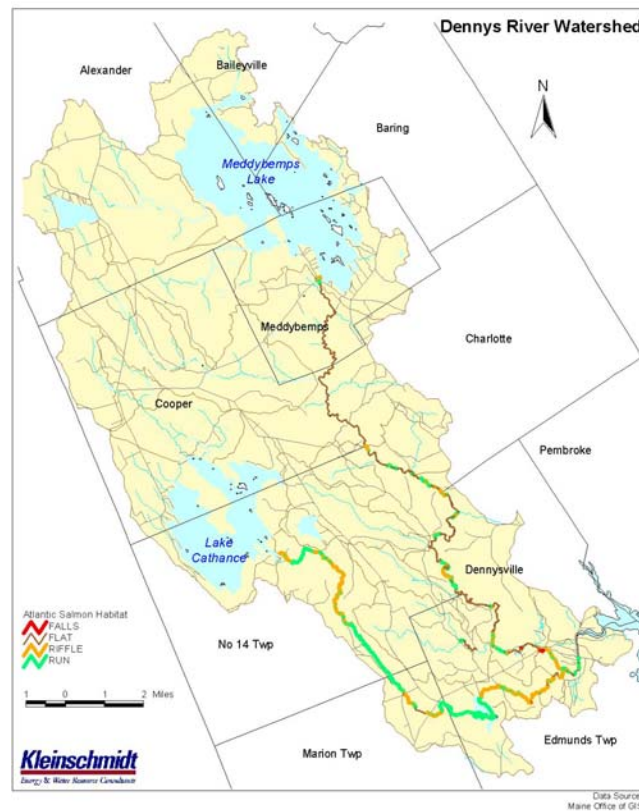 Dennys River Watershed
Alexander
Baileyville
Baring
N
Meddybemps
Lake
Meddybemps
Charlotte
Cooper
Pembroke
Lake
Cathance
Dennysville
Atlantic Salmon Habitat
FALLS
FLAT
RIFFLE
RUN
No 14 Twp
1 0 1 2 Miles
Edmunds Twp
Marion Twp
Kleinschmidt
Energy & Water Resource Consultants
Data Source
Maine Office of GIS